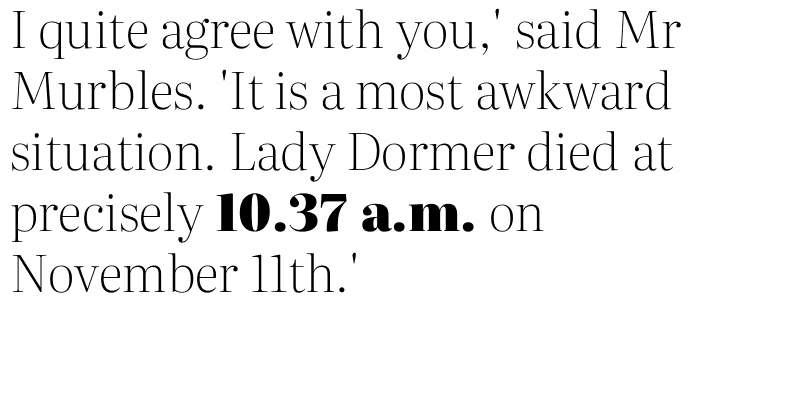 I quite agree with you,' said Mr
Murbles. 'It is a most awkward
situation. Lady Dormer died at
precisely 10.37 a.m. on
November 11th.'